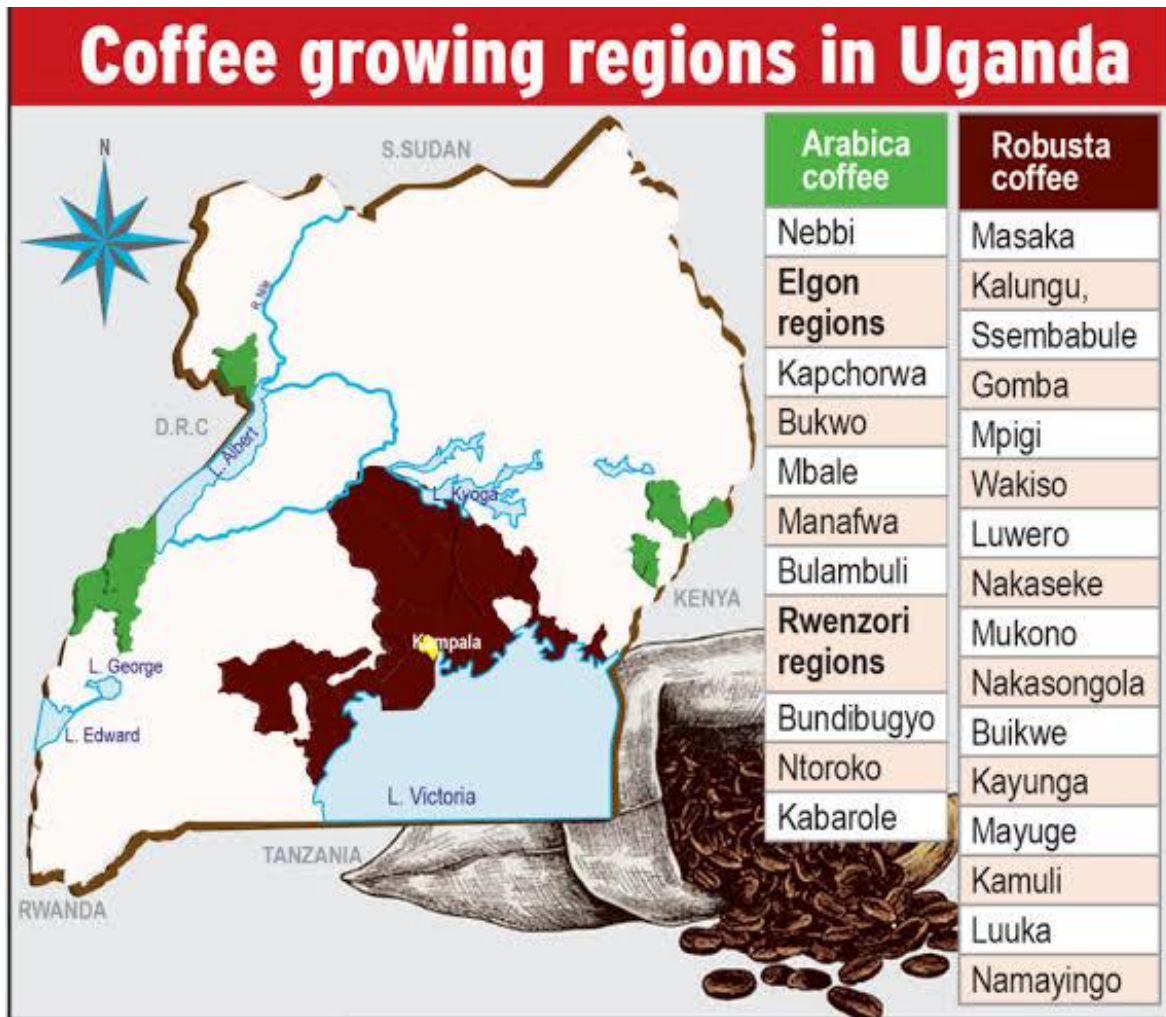 Coffee growing regions in Uganda
N
S.SUDAN
R. Nile
D.R.C
L. Albert
L. Kyoga
KENYA
Kampala
L. George
L. Edward
L. Victoria
TANZANIA
RWANDA
Arabica
coffee
Nebbi
Elgon
regions
Kapchorwa
Bukwo
Mbale
Manafwa
Bulambuli
Rwenzori
regions
Bundibugyo
Ntoroko
Kabarole
Robusta
coffee
Masaka
Kalungu,
Ssembabule
Gomba
Mpigi
Wakiso
Luwero
Nakaseke
Mukono
Nakasongola
Buikwe
Kayunga
Mayuge
Kamuli
Luuka
Namayingo